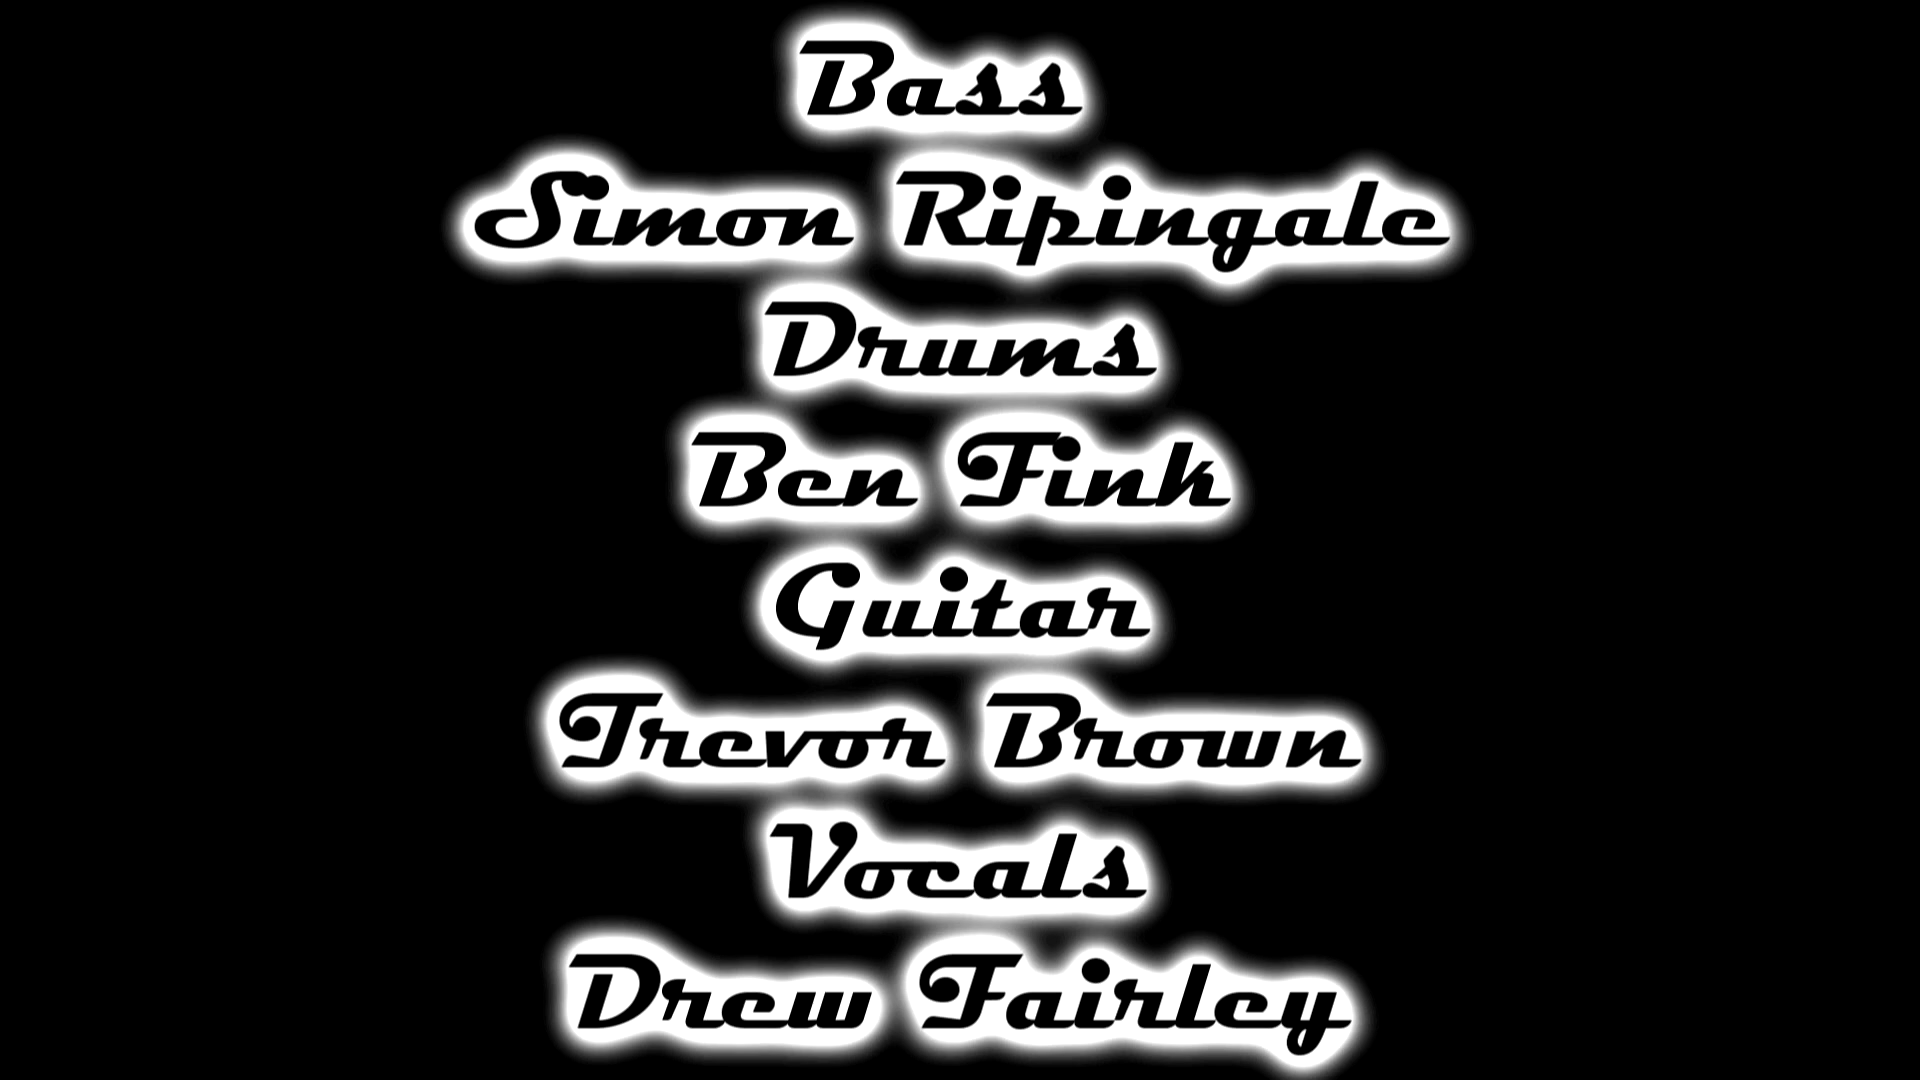 Bass
Simon Ripingale
Drums
Ben Fink
Guitar
Trevor Brown
Vocals
Drew Fairley